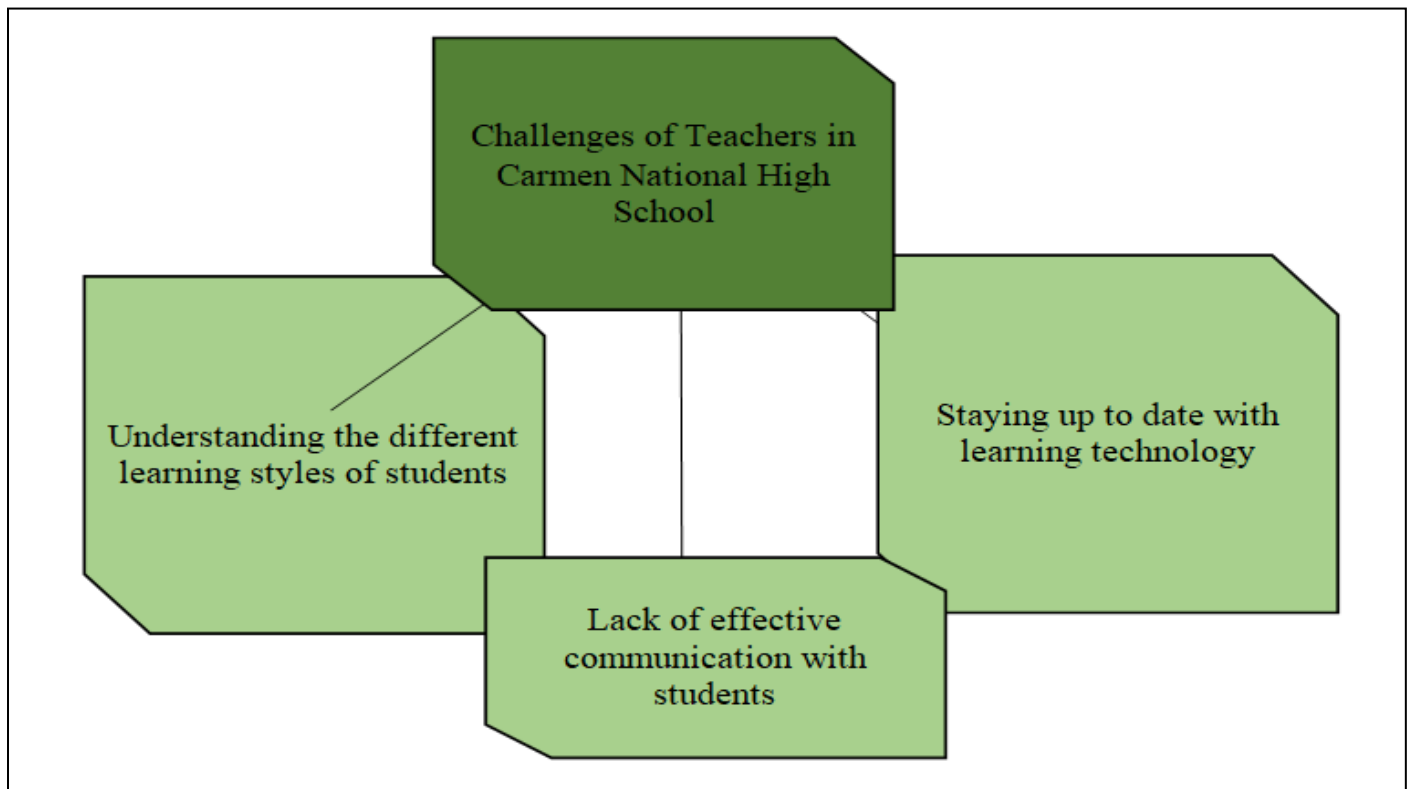 Challenges of Teachers in
Carmen National High
School
Understanding the different
learning styles of students
Staying up to date with
learning technology
Lack of effective
communication with
students